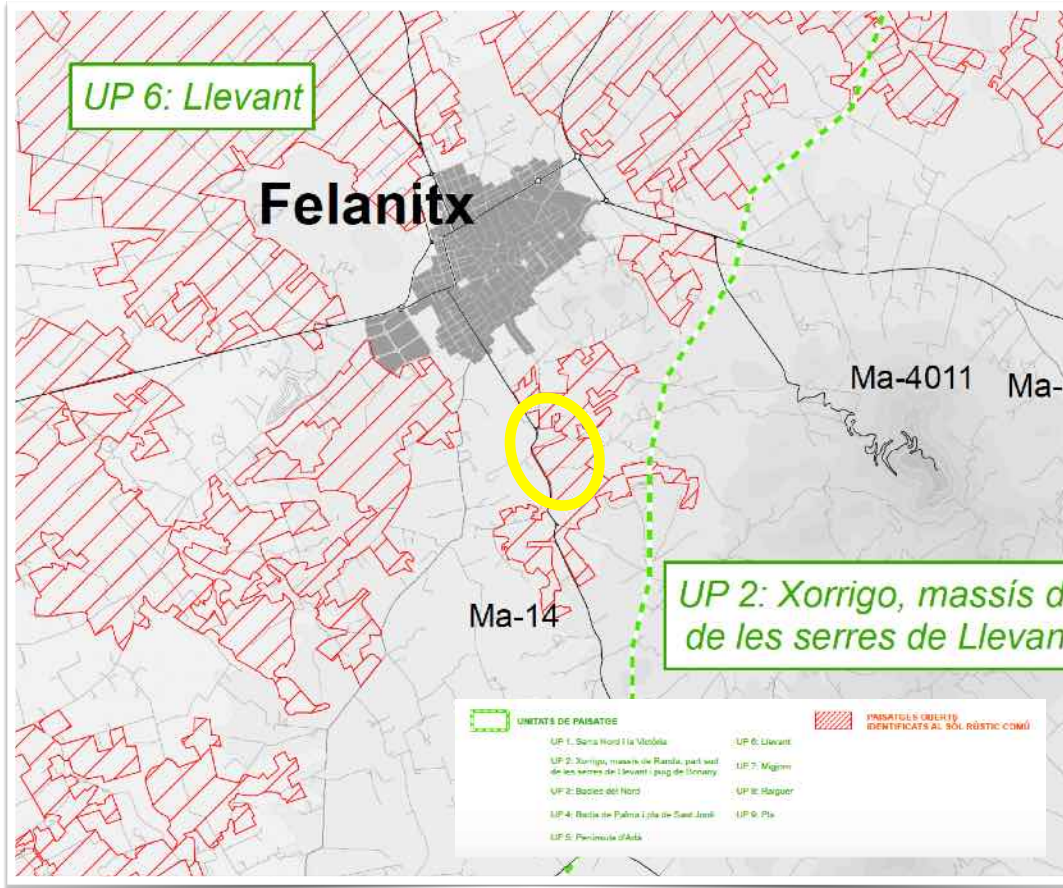 UP 6: Llevant
Felanitx
Ma-4011
Ma-
UP 2: Xorrigo, massís d
de les serres de Llevan
Ma-14
UNITATS DE PAISATGE
UP 1: Serra Nord i la Victòria
UP 2: Xorrigo, massís de Randa, part sud
de les serres de Llevant i puig de Bonany
UP 3: Badies del Nord
UP 4: Badia de Palma i pla de Sant Jordi
UP 5: Península d'Artà
UP 6: Llevant
UP 7: Migjorn
UP 8: Raiguer
UP 9: Pla
PAISATGES OBERTS
IDENTIFICATS AL SÒL RÚSTIC COMÚ